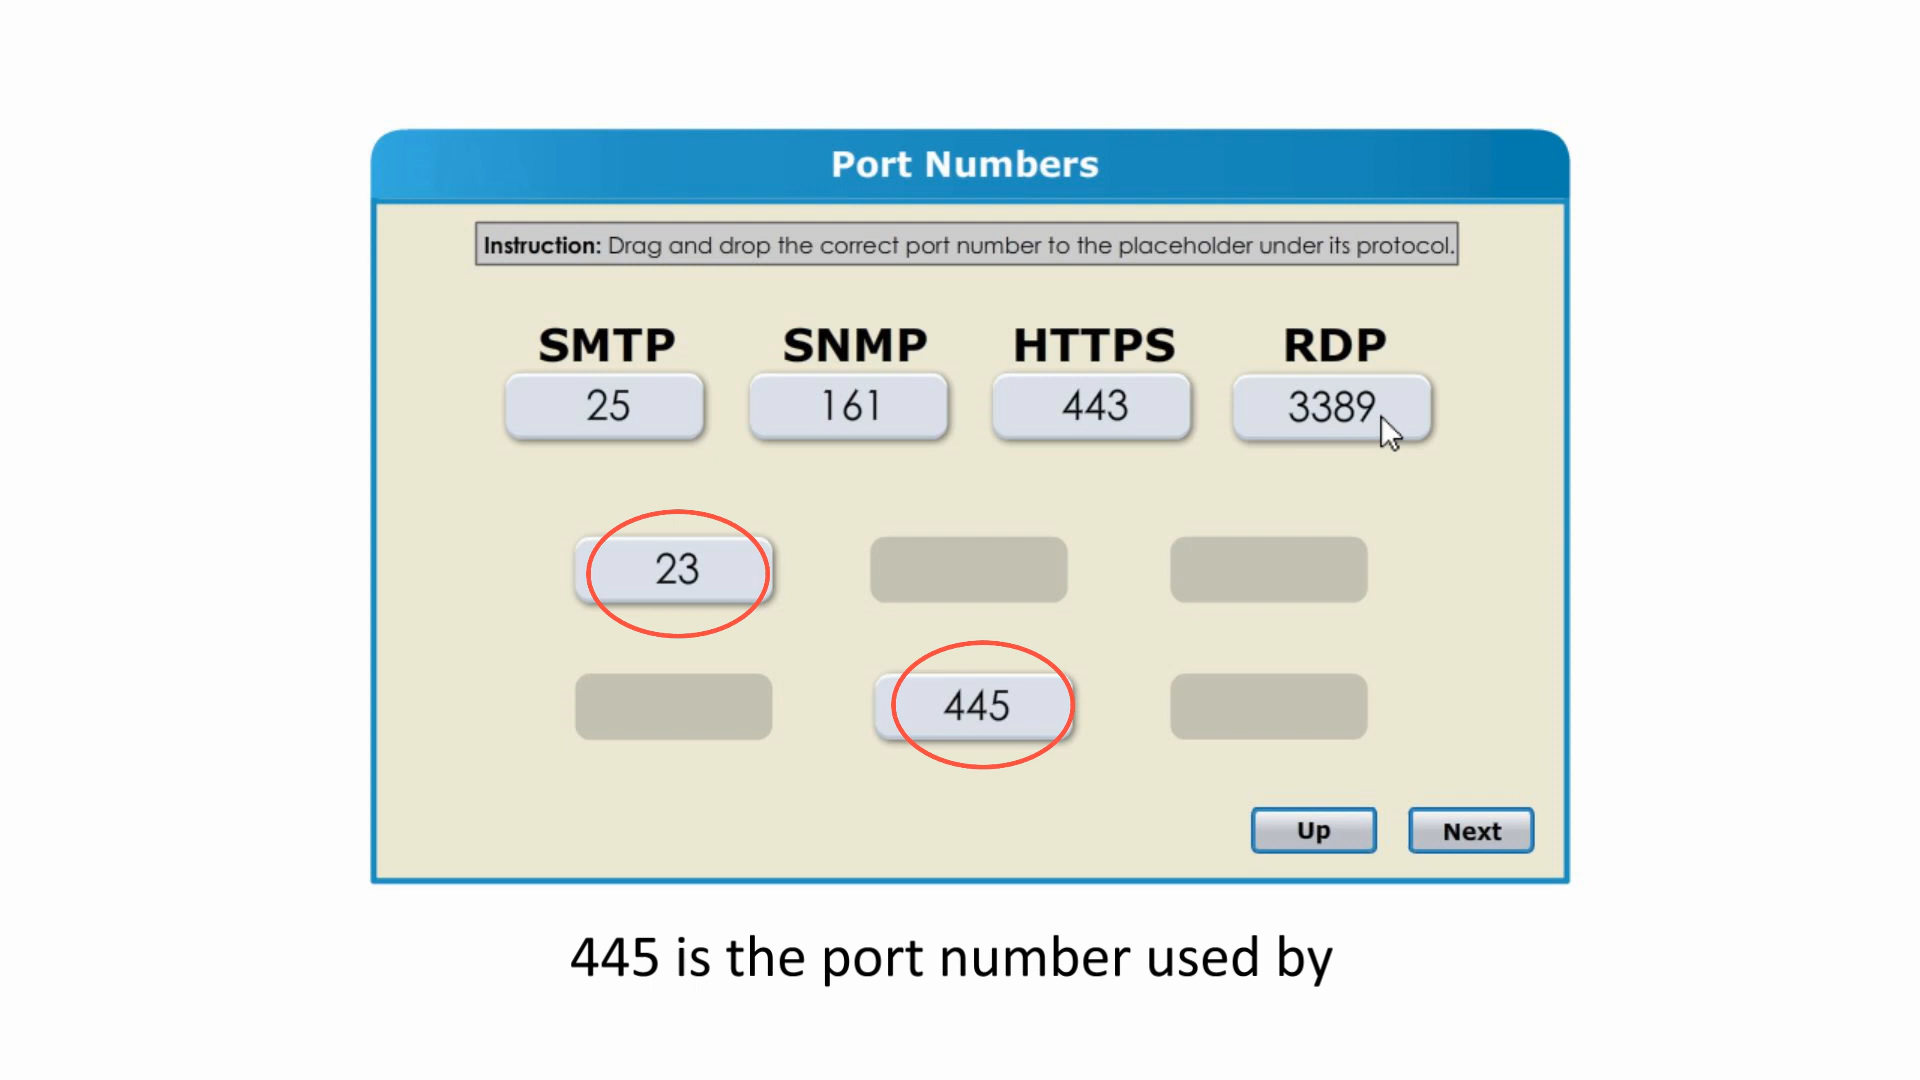 Port Numbers
Instruction: Drag and drop the correct port number to the placeholder under its protocol.
SMTP SNMP HTTPS RDP
25 161 443 3389
23
445
Up Next
445 is the port number used by